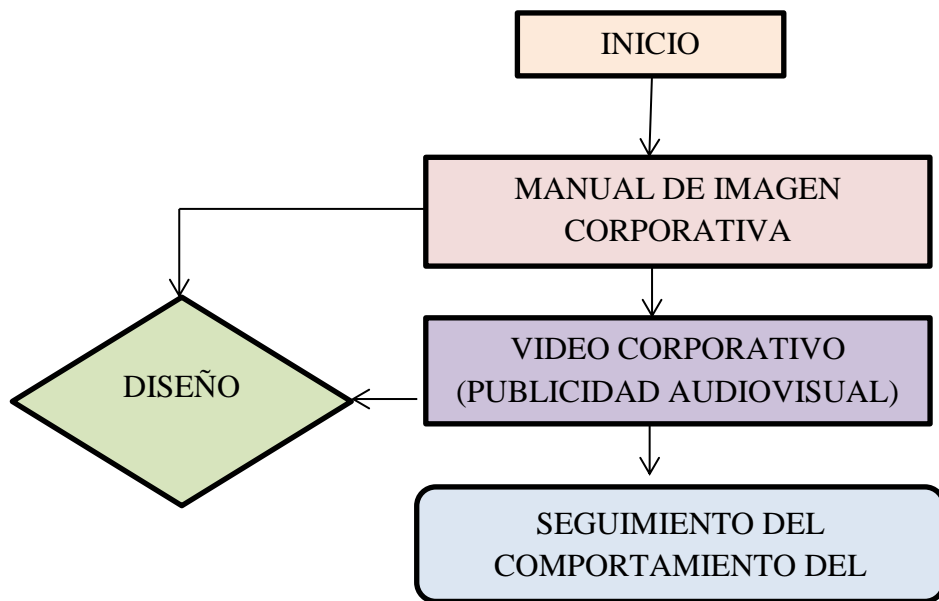 INICIO
MANUAL DE IMAGEN
CORPORATIVA
VIDEO CORPORATIVO
(PUBLICIDAD AUDIOVISUAL)
DISEÑO
SEGUIMIENTO DEL
COMPORTAMIENTO DEL